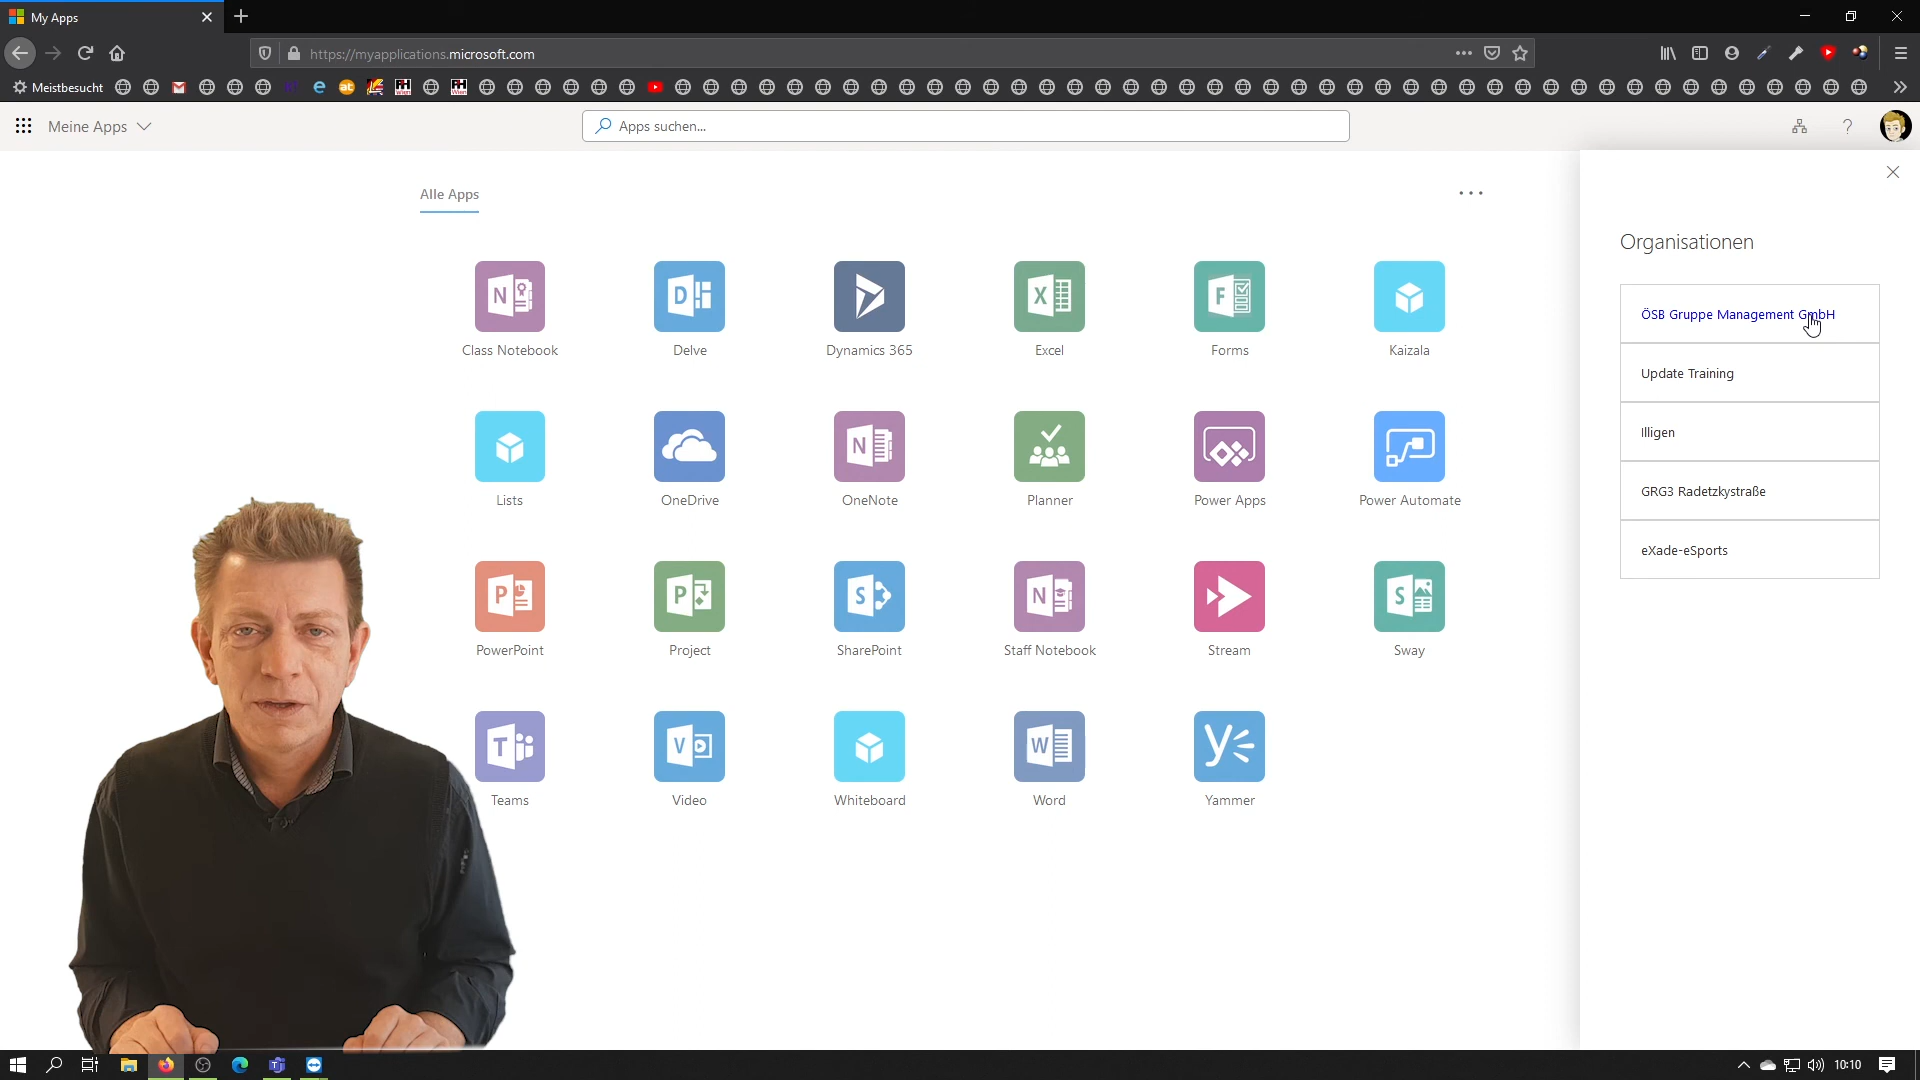 My Apps
https://myapplications.microsoft.com
Meistbesucht
Meine Apps
Apps suchen...
Alle Apps
Organisationen
ÖSB Gruppe Management GmbH
Update Training
Illigen
GRG3 Radetzkystraße
eXade-eSports
Class Notebook
Delve
Dynamics 365
Excel
Forms
Kaizala
Lists
OneDrive
OneNote
Planner
Power Apps
Power Automate
PowerPoint
Project
SharePoint
Staff Notebook
Stream
Sway
Teams
Video
Whiteboard
Word
Yammer
10:10